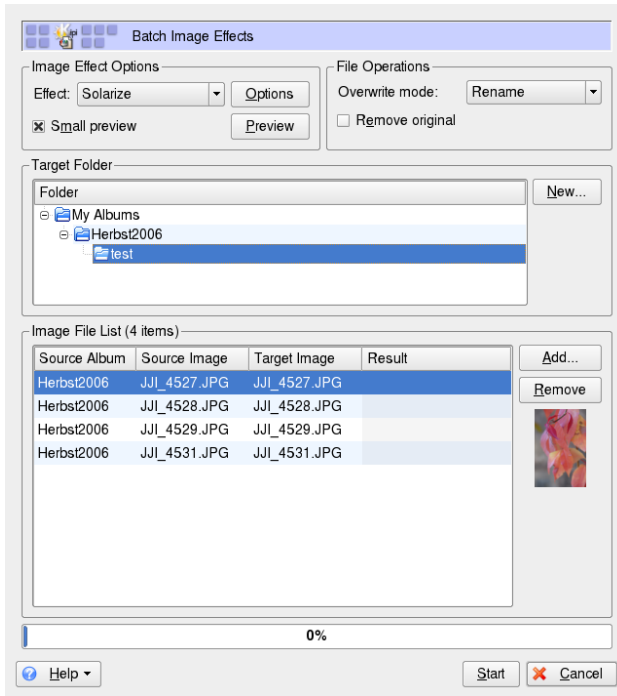 Batch Image Effects
Image Effect Options
File Operations
Effect: Solarize Options
Overwrite mode: Rename
Small preview Preview
Remove original
Target Folder
Folder New...
My Albums
Herbst2006
test
Image File List (4 items)
Source Album Source Image Target Image Result Add...
Herbst2006 JJI_4527.JPG JJI_4527.JPG
Remove
Herbst2006 JJI_4528.JPG JJI_4528.JPG
Herbst2006 JJI_4529.JPG JJI_4529.JPG
Herbst2006 JJI_4531.JPG JJI_4531.JPG
0%
Help Start Cancel